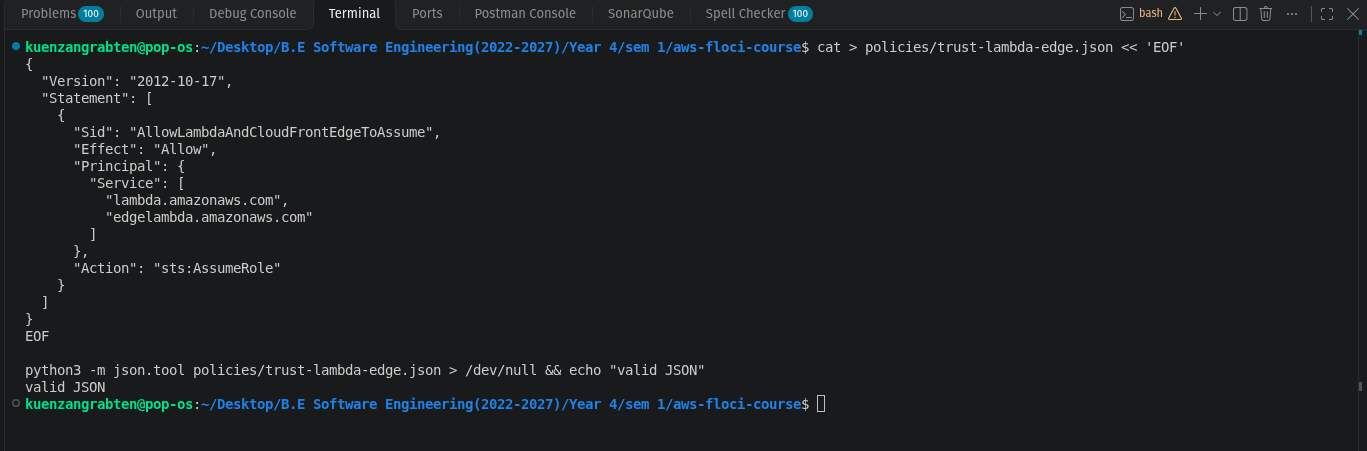 Problems 100 Output Debug Console Terminal Ports Postman Console SonarQube Spell Checker 100 bash
kuenzangrabten@pop-os:~/Desktop/B.E Software Engineering(2022-2027)/Year 4/sem 1/aws-floci-course$ cat > policies/trust-lambda-edge.json << 'EOF'
{
  "Version": "2012-10-17",
  "Statement": [
    {
      "Sid": "AllowLambdaAndCloudFrontEdgeToAssume",
      "Effect": "Allow",
      "Principal": {
        "Service": [
          "lambda.amazonaws.com",
          "edgelambda.amazonaws.com"
        ]
      },
      "Action": "sts:AssumeRole"
    }
  ]
}
EOF
python3 -m json.tool policies/trust-lambda-edge.json > /dev/null && echo "valid JSON"
valid JSON
kuenzangrabten@pop-os:~/Desktop/B.E Software Engineering(2022-2027)/Year 4/sem 1/aws-floci-course$